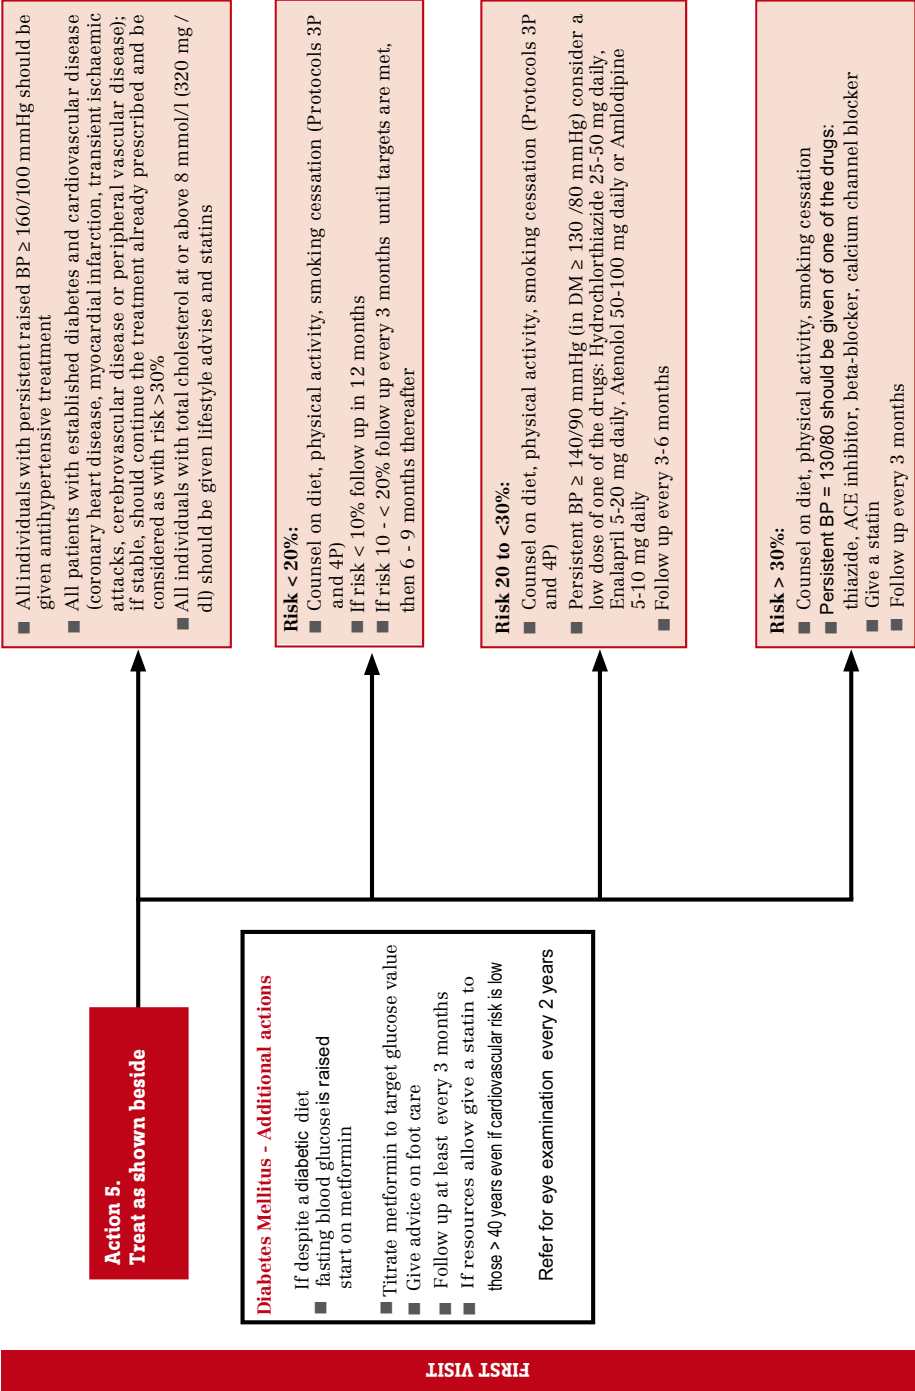 FIRST VISIT
Action 5.
Treat as shown beside
Diabetes Mellitus - Additional actions
If despite a diabetic diet
■ fasting blood glucose is raised
start on metformin
■ Titrate metformin to target glucose value
■ Give advice on foot care
■ Follow up at least every 3 months
■ If resources allow give a statin to
those > 40 years even if cardiovascular risk is low
Refer for eye examination every 2 years
■ All individuals with persistent raised BP ≥ 160/100 mmHg should be
given antihypertensive treatment
■ All patients with established diabetes and cardiovascular disease
(coronary heart disease, myocardial infarction, transient ischaemic
attacks, cerebrovascular disease or peripheral vascular disease);
if stable, should continue the treatment already prescribed and be
considered as with risk >30%
■ All individuals with total cholesterol at or above 8 mmol/l (320 mg /
dl) should be given lifestyle advise and statins
Risk < 20%:
■ Counsel on diet, physical activity, smoking cessation (Protocols 3P
and 4P)
■ If risk < 10% follow up in 12 months
■ If risk 10 - < 20% follow up every 3 months until targets are met,
then 6 - 9 months thereafter
Risk 20 to <30%:
■ Counsel on diet, physical activity, smoking cessation (Protocols 3P
and 4P)
■ Persistent BP ≥ 140/90 mmHg (in DM ≥ 130 /80 mmHg) consider a
low dose of one of the drugs: Hydrochlorthiazide 25-50 mg daily,
Enalapril 5-20 mg daily, Atenolol 50-100 mg daily or Amlodipine
5-10 mg daily
■ Follow up every 3-6 months
Risk > 30%:
■ Counsel on diet, physical activity, smoking cessation
■ Persistent BP = 130/80 should be given of one of the drugs:
thiazide, ACE inhibitor, beta-blocker, calcium channel blocker
■ Give a statin
■ Follow up every 3 months